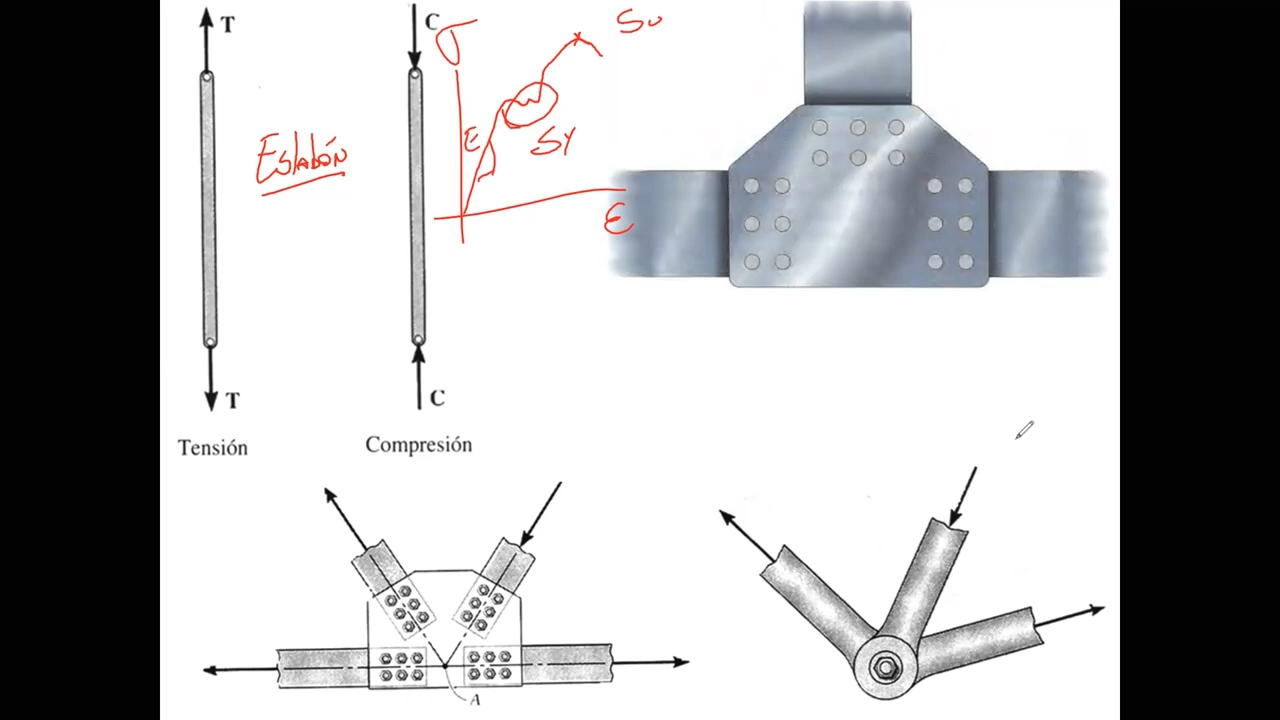 T
C
σ
Su
E
Sy
ε
Eslabón
T
C
Tensión
Compresión
A